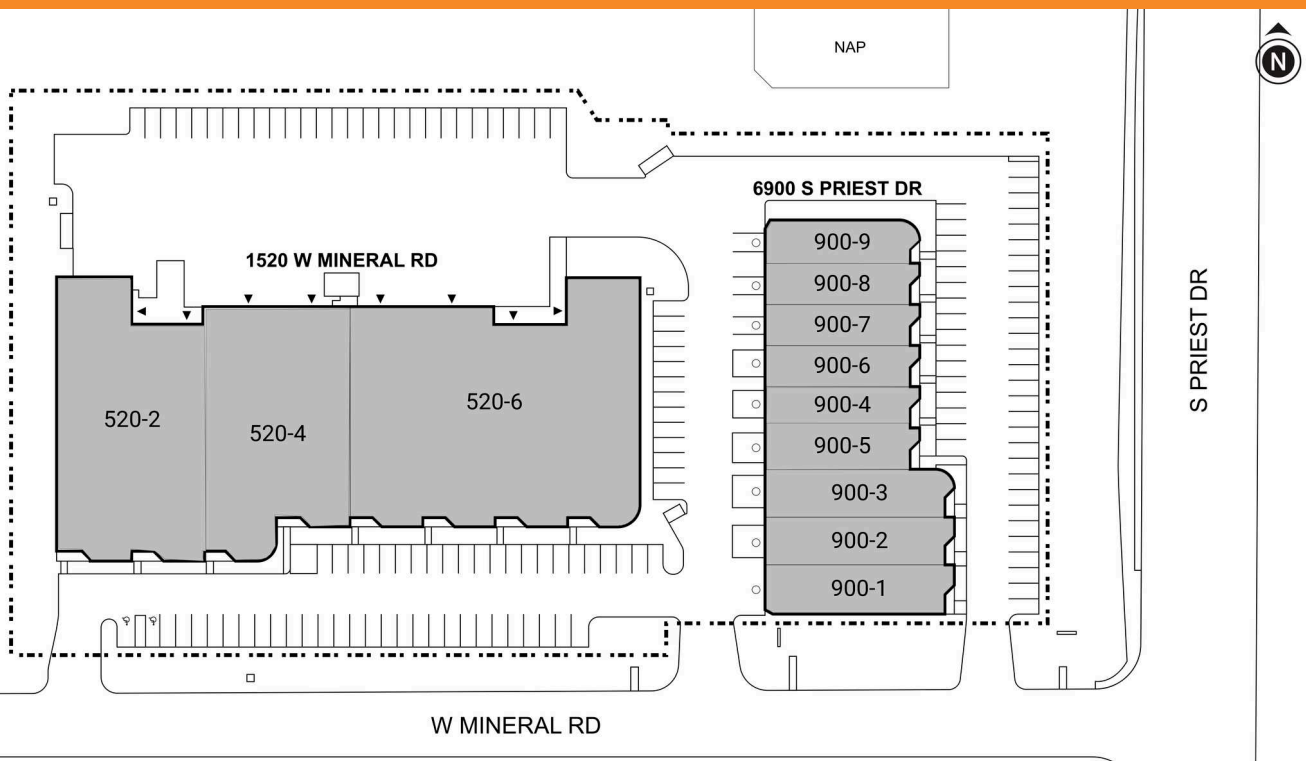 NAP
N
6900 S PRIEST DR
900-9
1520 W MINERAL RD
900-8
S PRIEST DR
900-7
900-6
520-6
900-4
520-2
520-4
900-5
900-3
900-2
900-1
W MINERAL RD